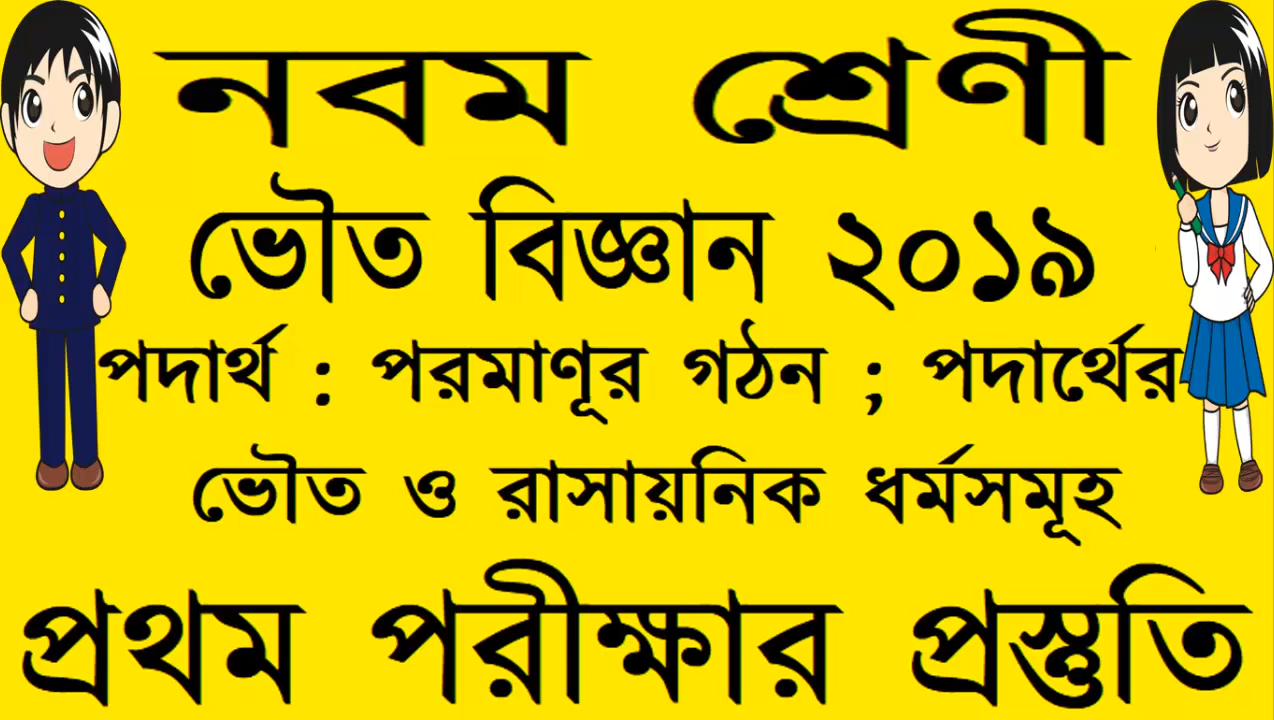 নবম শ্রেণী
ভৌত বিজ্ঞান ২০১৯
পদার্থ : পরমাণূর গঠন ; পদার্থের
ভৌত ও রাসায়নিক ধর্মসমূহ
প্রথম পরীক্ষার প্রস্তুতি